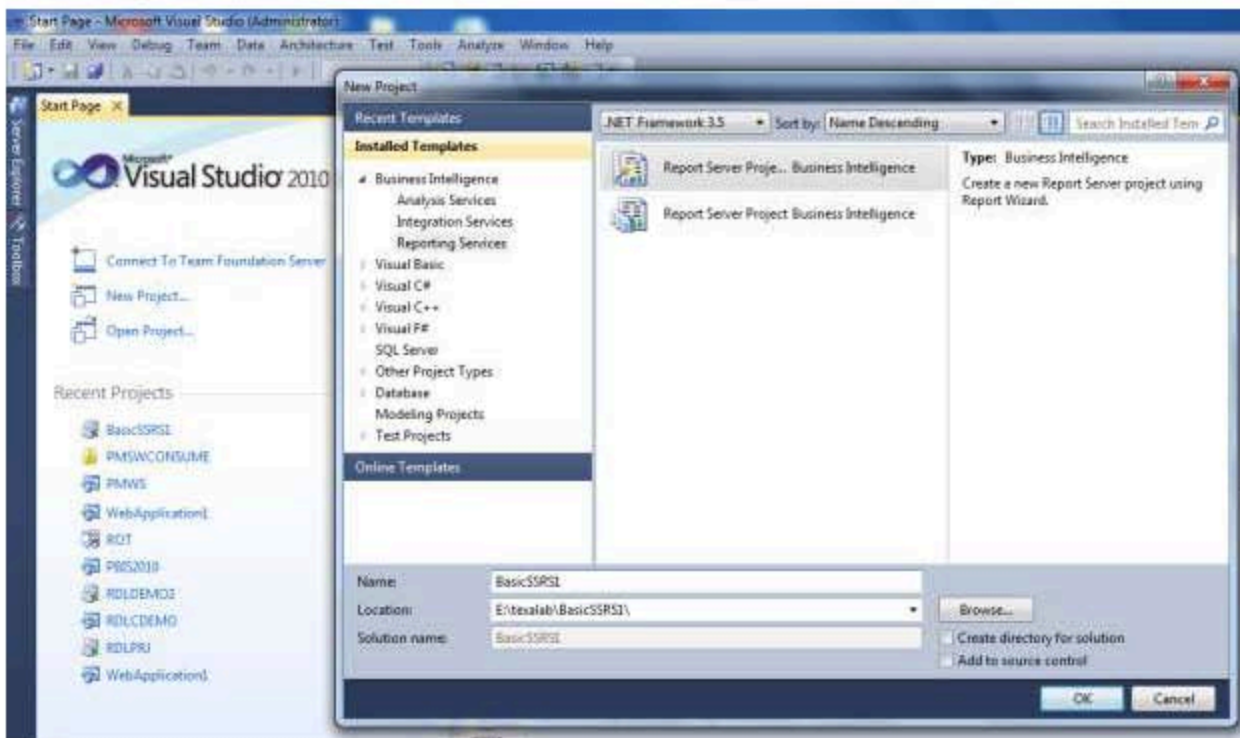 Start Page - Microsoft Visual Studio (Administrator)
File Edit View Debug Team Data Architecture Test Tools Analyze Window Help
Server Explorer
Toolbox
Start Page
Microsoft
Visual Studio 2010
Connect To Team Foundation Server
New Project...
Open Project...
Recent Projects
BasicSSRS1
PMSWCONSUME
PMWS
WebApplication1
ROT
PBIS2010
RDLDEMO2
RDLCDEMO
RDLPRJ
WebApplication1
New Project
Recent Templates
Installed Templates
Business Intelligence
Analysis Services
Integration Services
Reporting Services
Visual Basic
Visual C#
Visual C++
Visual F#
SQL Server
Other Project Types
Database
Modeling Projects
Test Projects
Online Templates
.NET Framework 3.5 Sort by: Name Descending Search Installed Tem
Report Server Proje... Business Intelligence
Report Server Project Business Intelligence
Type: Business Intelligence
Create a new Report Server project using
Report Wizard.
Name: BasicSSRS1
Location: E:\texalab\BasicSSRS1\ Browse...
Solution name: BasicSSRS1
Create directory for solution
Add to source control
OK Cancel